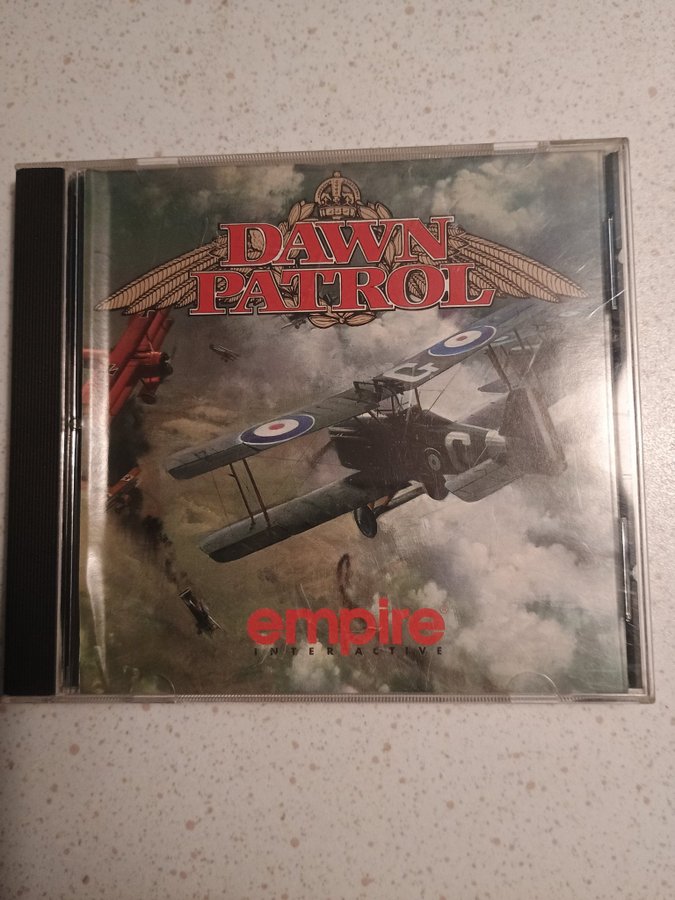 DAWN
PATROL
G
G
empire
INTERACTIVE